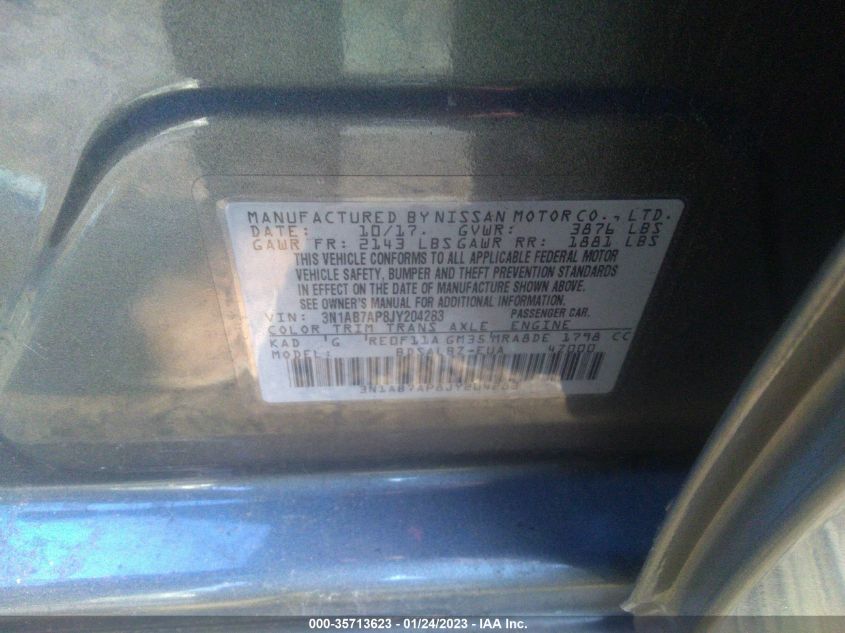 MANUFACTURED BY NISSAN MOTOR CO., LTD.
DATE: 10/17. GVWR: 3876 LBS
GAWR FR: 2143 LBS GAWR RR: 1881 LBS
THIS VEHICLE CONFORMS TO ALL APPLICABLE FEDERAL MOTOR
VEHICLE SAFETY, BUMPER AND THEFT PREVENTION STANDARDS
IN EFFECT ON THE DATE OF MANUFACTURE SHOWN ABOVE.
SEE OWNER'S MANUAL FOR ADDITIONAL INFORMATION.
VIN: 3N1AB7AP8JY204283 PASSENGER CAR.
COLOR TRIM TRANS AXLE ENGINE
KAD 'G 'RE0F11A GM35 MRA8DE 1798 CC
MODEL: 47000
3N1AB7AP8JY204283
000-35713623 - 01/24/2023 - IAA Inc.